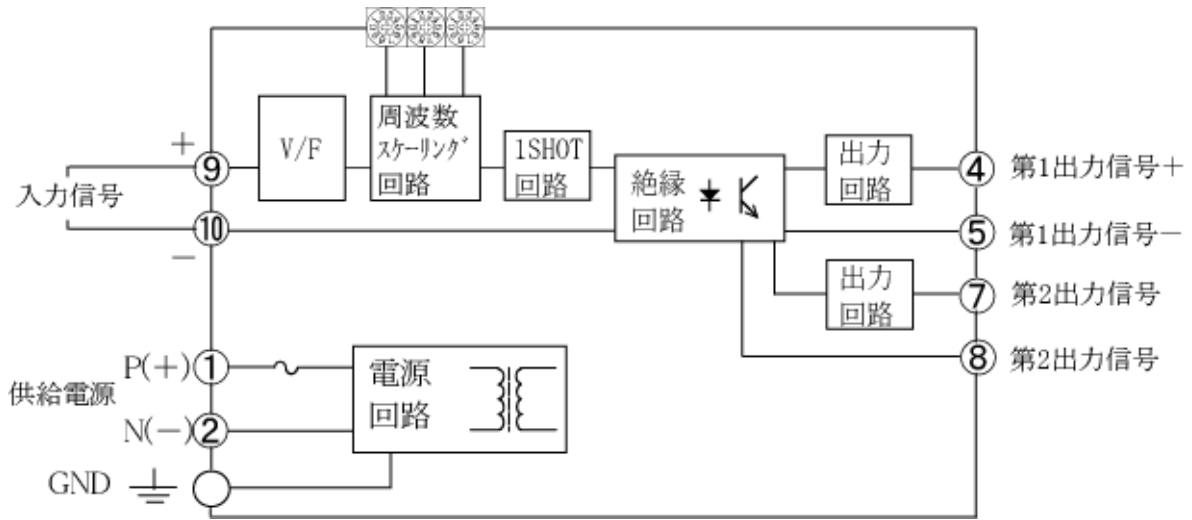 V/F
周波数
スケーリング
回路
1SHOT
回路
絶縁
回路
出力
回路
出力
回路
+
⑨
入力信号
⑩
−
④ 第1出力信号+
⑤ 第1出力信号−
⑦ 第2出力信号
⑧ 第2出力信号
P(+) ①
供給電源
N(−) ②
GND
電源
回路